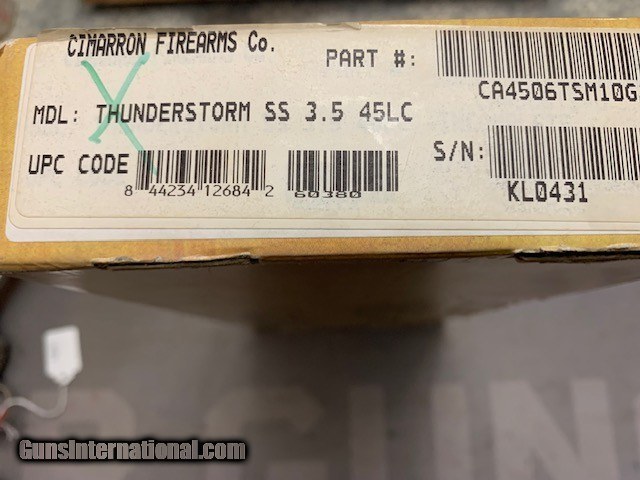 CIMARRON FIREARMS Co.
PART #:
CA4506TSM10G
MDL: THUNDERSTORM SS 3.5 45LC
S/N:
KL0431
UPC CODE
8 44234 12684 2
60380
GUN
GunsInternational.com